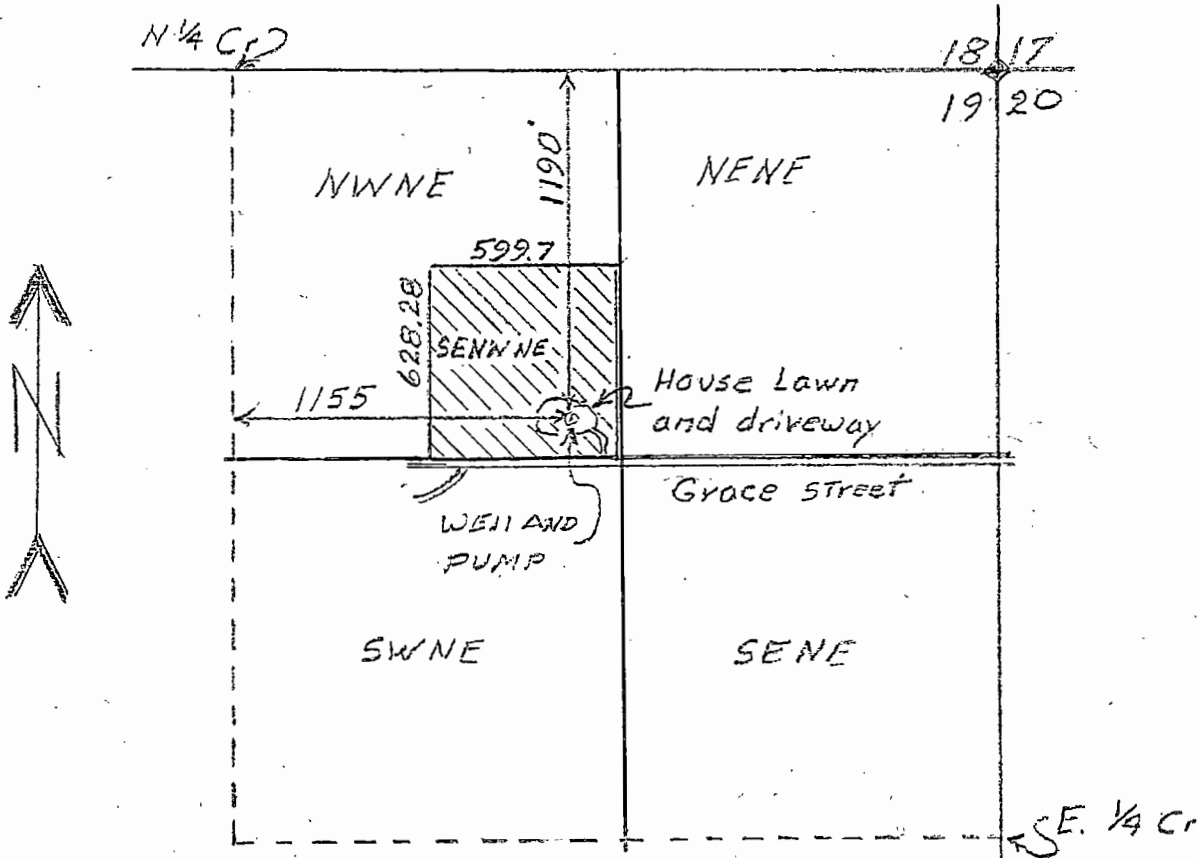 N 1/4 Cr
18 17
19 20
1190'
NWNE
NENE
599.7
628.28
SENWNE
1155
House Lawn
and driveway
Grace Street
WEll AND
PUMP
N
SWNE
SENE
E. 1/4 Cr